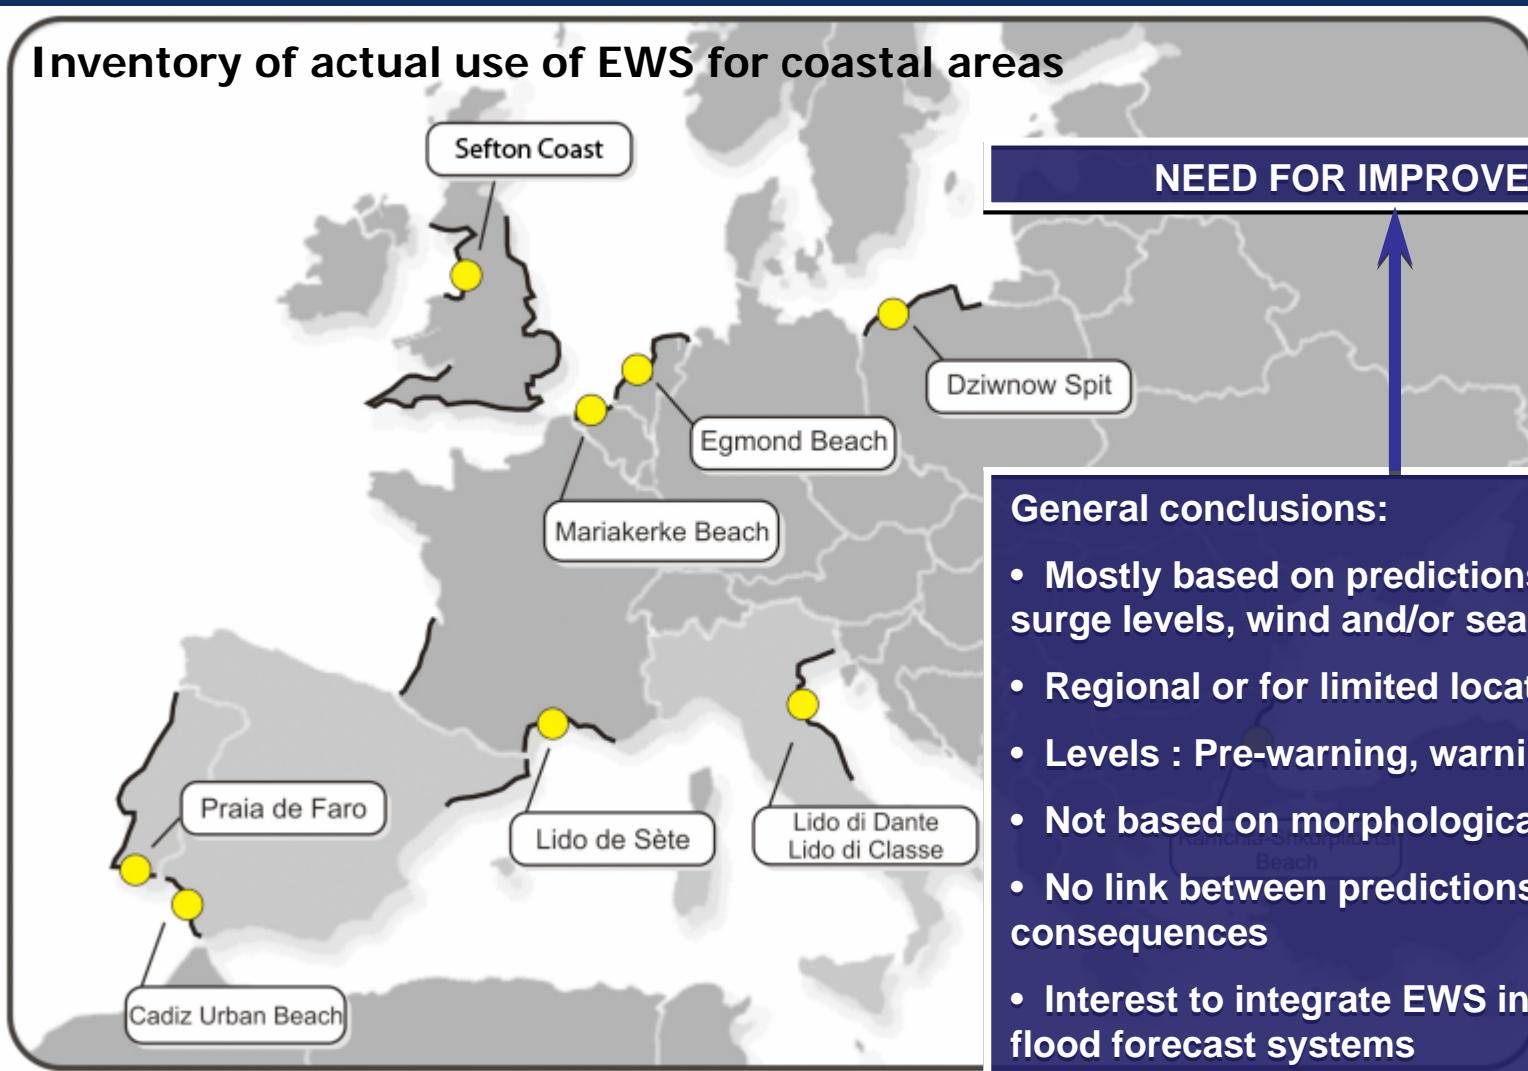 Inventory of actual use of EWS for coastal areas
Sefton Coast
NEED FOR IMPROVE
Dziwnow Spit
Egmond Beach
Mariakerke Beach
General conclusions:
• Mostly based on predictions
surge levels, wind and/or sea
• Regional or for limited locat
• Levels : Pre-warning, warni
Praia de Faro
Lido de Sète
Lido di Dante
Lido di Classe
• Not based on morphologica
Beach
• No link between predictions
consequences
Cadiz Urban Beach
• Interest to integrate EWS in
flood forecast systems